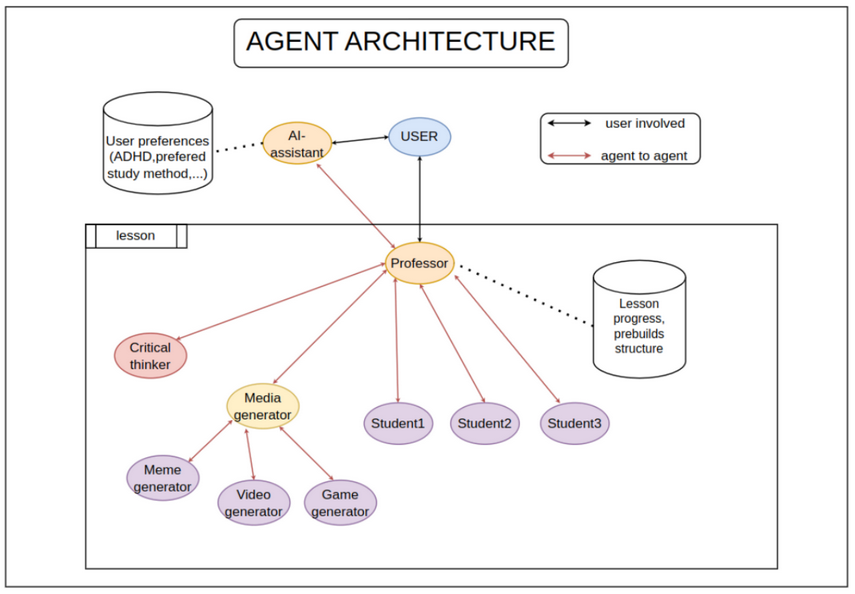 AGENT ARCHITECTURE
User preferences
(ADHD,prefered
study method,...)
AI-
assistant
USER
user involved
agent to agent
lesson
Professor
Lesson
progress,
prebuilds
structure
Critical
thinker
Media
generator
Student1
Student2
Student3
Meme
generator
Video
generator
Game
generator